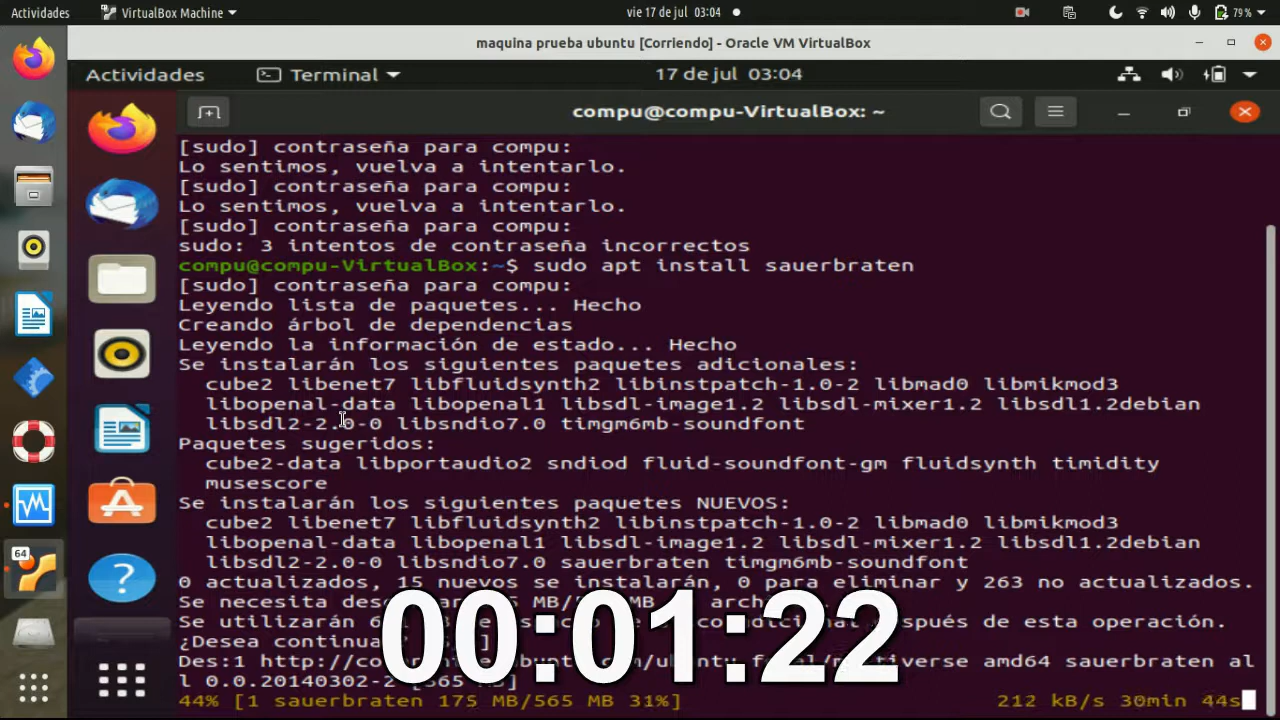 Actividades
VirtualBox Machine
vie 17 de jul 03:04
79%
maquina prueba ubuntu [Corriendo] - Oracle VM VirtualBox
Actividades
Terminal
17 de jul 03:04
compu@compu-VirtualBox: ~
[sudo] contraseña para compu:
Lo sentimos, vuelva a intentarlo.
[sudo] contraseña para compu:
Lo sentimos, vuelva a intentarlo.
[sudo] contraseña para compu:
sudo: 3 intentos de contraseña incorrectos
compu@compu-VirtualBox:~$ sudo apt install sauerbraten
[sudo] contraseña para compu:
Leyendo lista de paquetes... Hecho
Creando árbol de dependencias
Leyendo la información de estado... Hecho
Se instalarán los siguientes paquetes adicionales:
cube2 libenet7 libfluidsynth2 libinstpatch-1.0-2 libmad0 libmikmod3
libopenal-data libopenal1 libsdl-image1.2 libsdl-mixer1.2 libsdl1.2debian
libsdl2-2.0-0 libsndio7.0 timgm6mb-soundfont
Paquetes sugeridos:
cube2-data libportaudio2 sndiod fluid-soundfont-gm fluidsynth timidity
musescore
Se instalarán los siguientes paquetes NUEVOS:
cube2 libenet7 libfluidsynth2 libinstpatch-1.0-2 libmad0 libmikmod3
libopenal-data libopenal1 libsdl-image1.2 libsdl-mixer1.2 libsdl1.2debian
libsdl2-2.0-0 libsndio7.0 sauerbraten timgm6mb-soundfont
0 actualizados, 15 nuevos se instalarán, 0 para eliminar y 263 no actualizados.
Se necesita
Se utilizarán después de esta operación.
¿Desea
Des:1 amd64 sauerbraten al
l 0.0.20140302-2 [565 MB]
44% [1 sauerbraten 175 MB/565 MB 31%] 212 kB/s 30min 44s
00:01:22
64